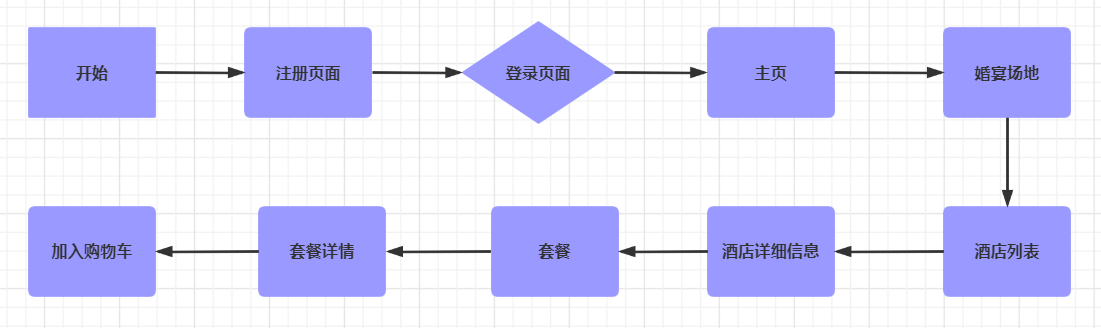 开始
注册页面
登录页面
主页
婚宴场地
加入购物车
套餐详情
套餐
酒店详细信息
酒店列表